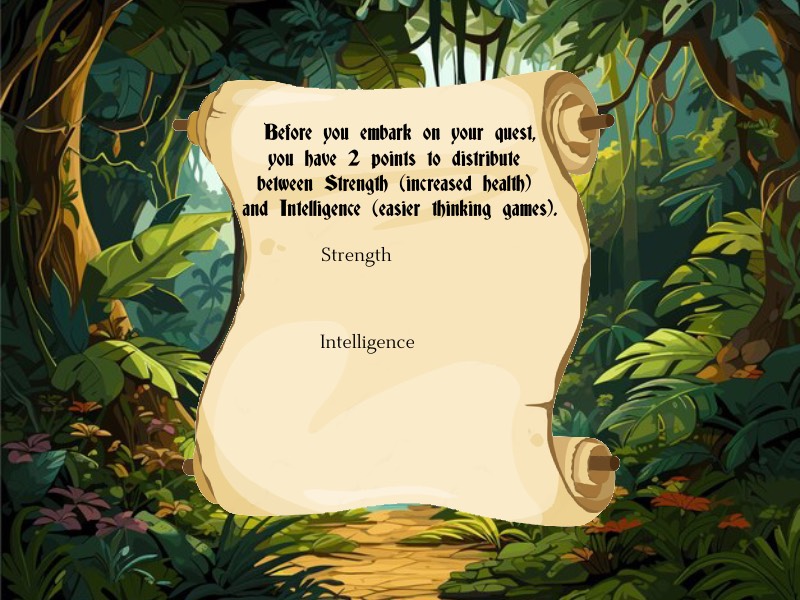 Before you embark on your quest,
you have 2 points to distribute
between Strength (increased health)
and Intelligence (easier thinking games).
Strength
Intelligence